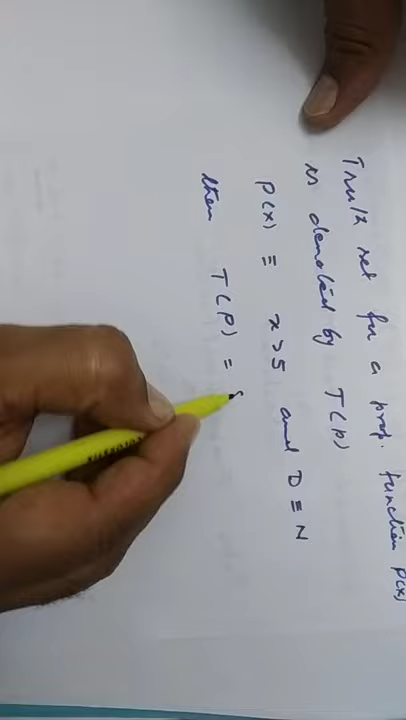 Truth set for a prop. function P(x)
is denoted by T(p)
P(x) ≡ x > 5 and D ≡ N
then T(p) = {